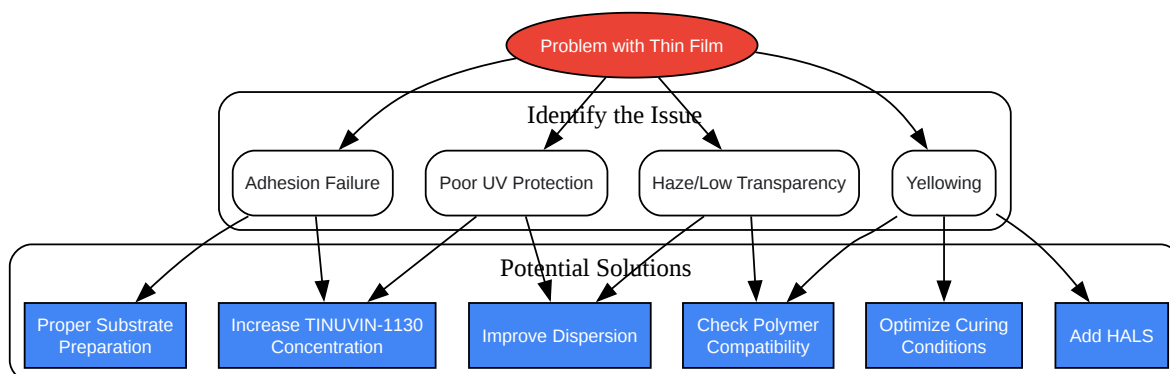 Problem with Thin Film
Identify the Issue
Adhesion Failure
Poor UV Protection
Haze/Low Transparency
Yellowing
Potential Solutions
Proper Substrate
Preparation
Increase TINUVIN-1130
Concentration
Improve Dispersion
Check Polymer
Compatibility
Optimize Curing
Conditions
Add HALS